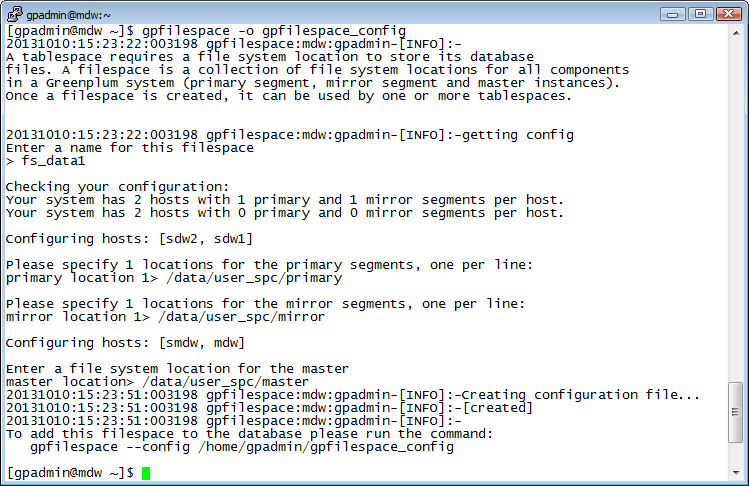 gpadmin@mdw:~
[gpadmin@mdw ~]$ gpfilespace -o gpfilespace_config
20131010:15:23:22:003198 gpfilespace:mdw:gpadmin-[INFO]:-
A tablespace requires a file system location to store its database
files. A filespace is a collection of file system locations for all components
in a Greenplum system (primary segment, mirror segment and master instances).
Once a filespace is created, it can be used by one or more tablespaces.
20131010:15:23:22:003198 gpfilespace:mdw:gpadmin-[INFO]:-getting config
Enter a name for this filespace
> fs_data1
Checking your configuration:
Your system has 2 hosts with 1 primary and 1 mirror segments per host.
Your system has 2 hosts with 0 primary and 0 mirror segments per host.
Configuring hosts: [sdw2, sdw1]
Please specify 1 locations for the primary segments, one per line:
primary location 1> /data/user_spc/primary
Please specify 1 locations for the mirror segments, one per line:
mirror location 1> /data/user_spc/mirror
Configuring hosts: [smdw, mdw]
Enter a file system location for the master
master location> /data/user_spc/master
20131010:15:23:51:003198 gpfilespace:mdw:gpadmin-[INFO]:-Creating configuration file...
20131010:15:23:51:003198 gpfilespace:mdw:gpadmin-[INFO]:-[created]
20131010:15:23:51:003198 gpfilespace:mdw:gpadmin-[INFO]:-
To add this filespace to the database please run the command:
gpfilespace --config /home/gpadmin/gpfilespace_config
[gpadmin@mdw ~]$